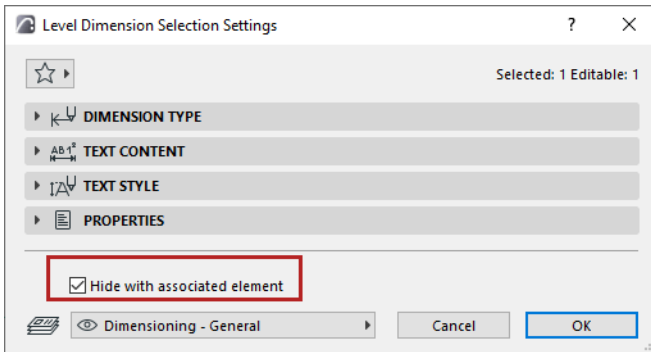 Level Dimension Selection Settings
?
Selected: 1 Editable: 1
DIMENSION TYPE
TEXT CONTENT
TEXT STYLE
PROPERTIES
Hide with associated element
Dimensioning - General
Cancel
OK